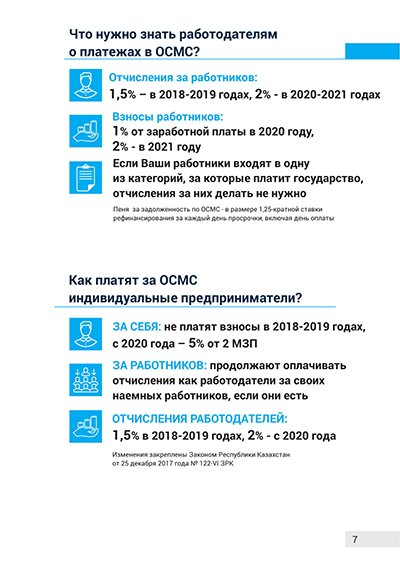 Что нужно знать работодателям
о платежах в ОСМС?
Отчисления за работников:
1,5% – в 2018-2019 годах, 2% - в 2020-2021 годах
Взносы работников:
1% от заработной платы в 2020 году,
2% - в 2021 году
Если Ваши работники входят в одну
из категорий, за которые платит государство,
отчисления за них делать не нужно
Пеня за задолженность по ОСМС - в размере 1,25-кратной ставки
рефинансирования за каждый день просрочки, включая день оплаты
Как платят за ОСМС
индивидуальные предприниматели?
ЗА СЕБЯ: не платят взносы в 2018-2019 годах,
с 2020 года – 5% от 2 МЗП
ЗА РАБОТНИКОВ: продолжают оплачивать
отчисления как работодатели за своих
наемных работников, если они есть
ОТЧИСЛЕНИЯ РАБОТОДАТЕЛЕЙ:
1,5% в 2018-2019 годах, 2% - с 2020 года
Изменения закреплены Законом Республики Казахстан
от 25 декабря 2017 года № 122-VI ЗРК
7